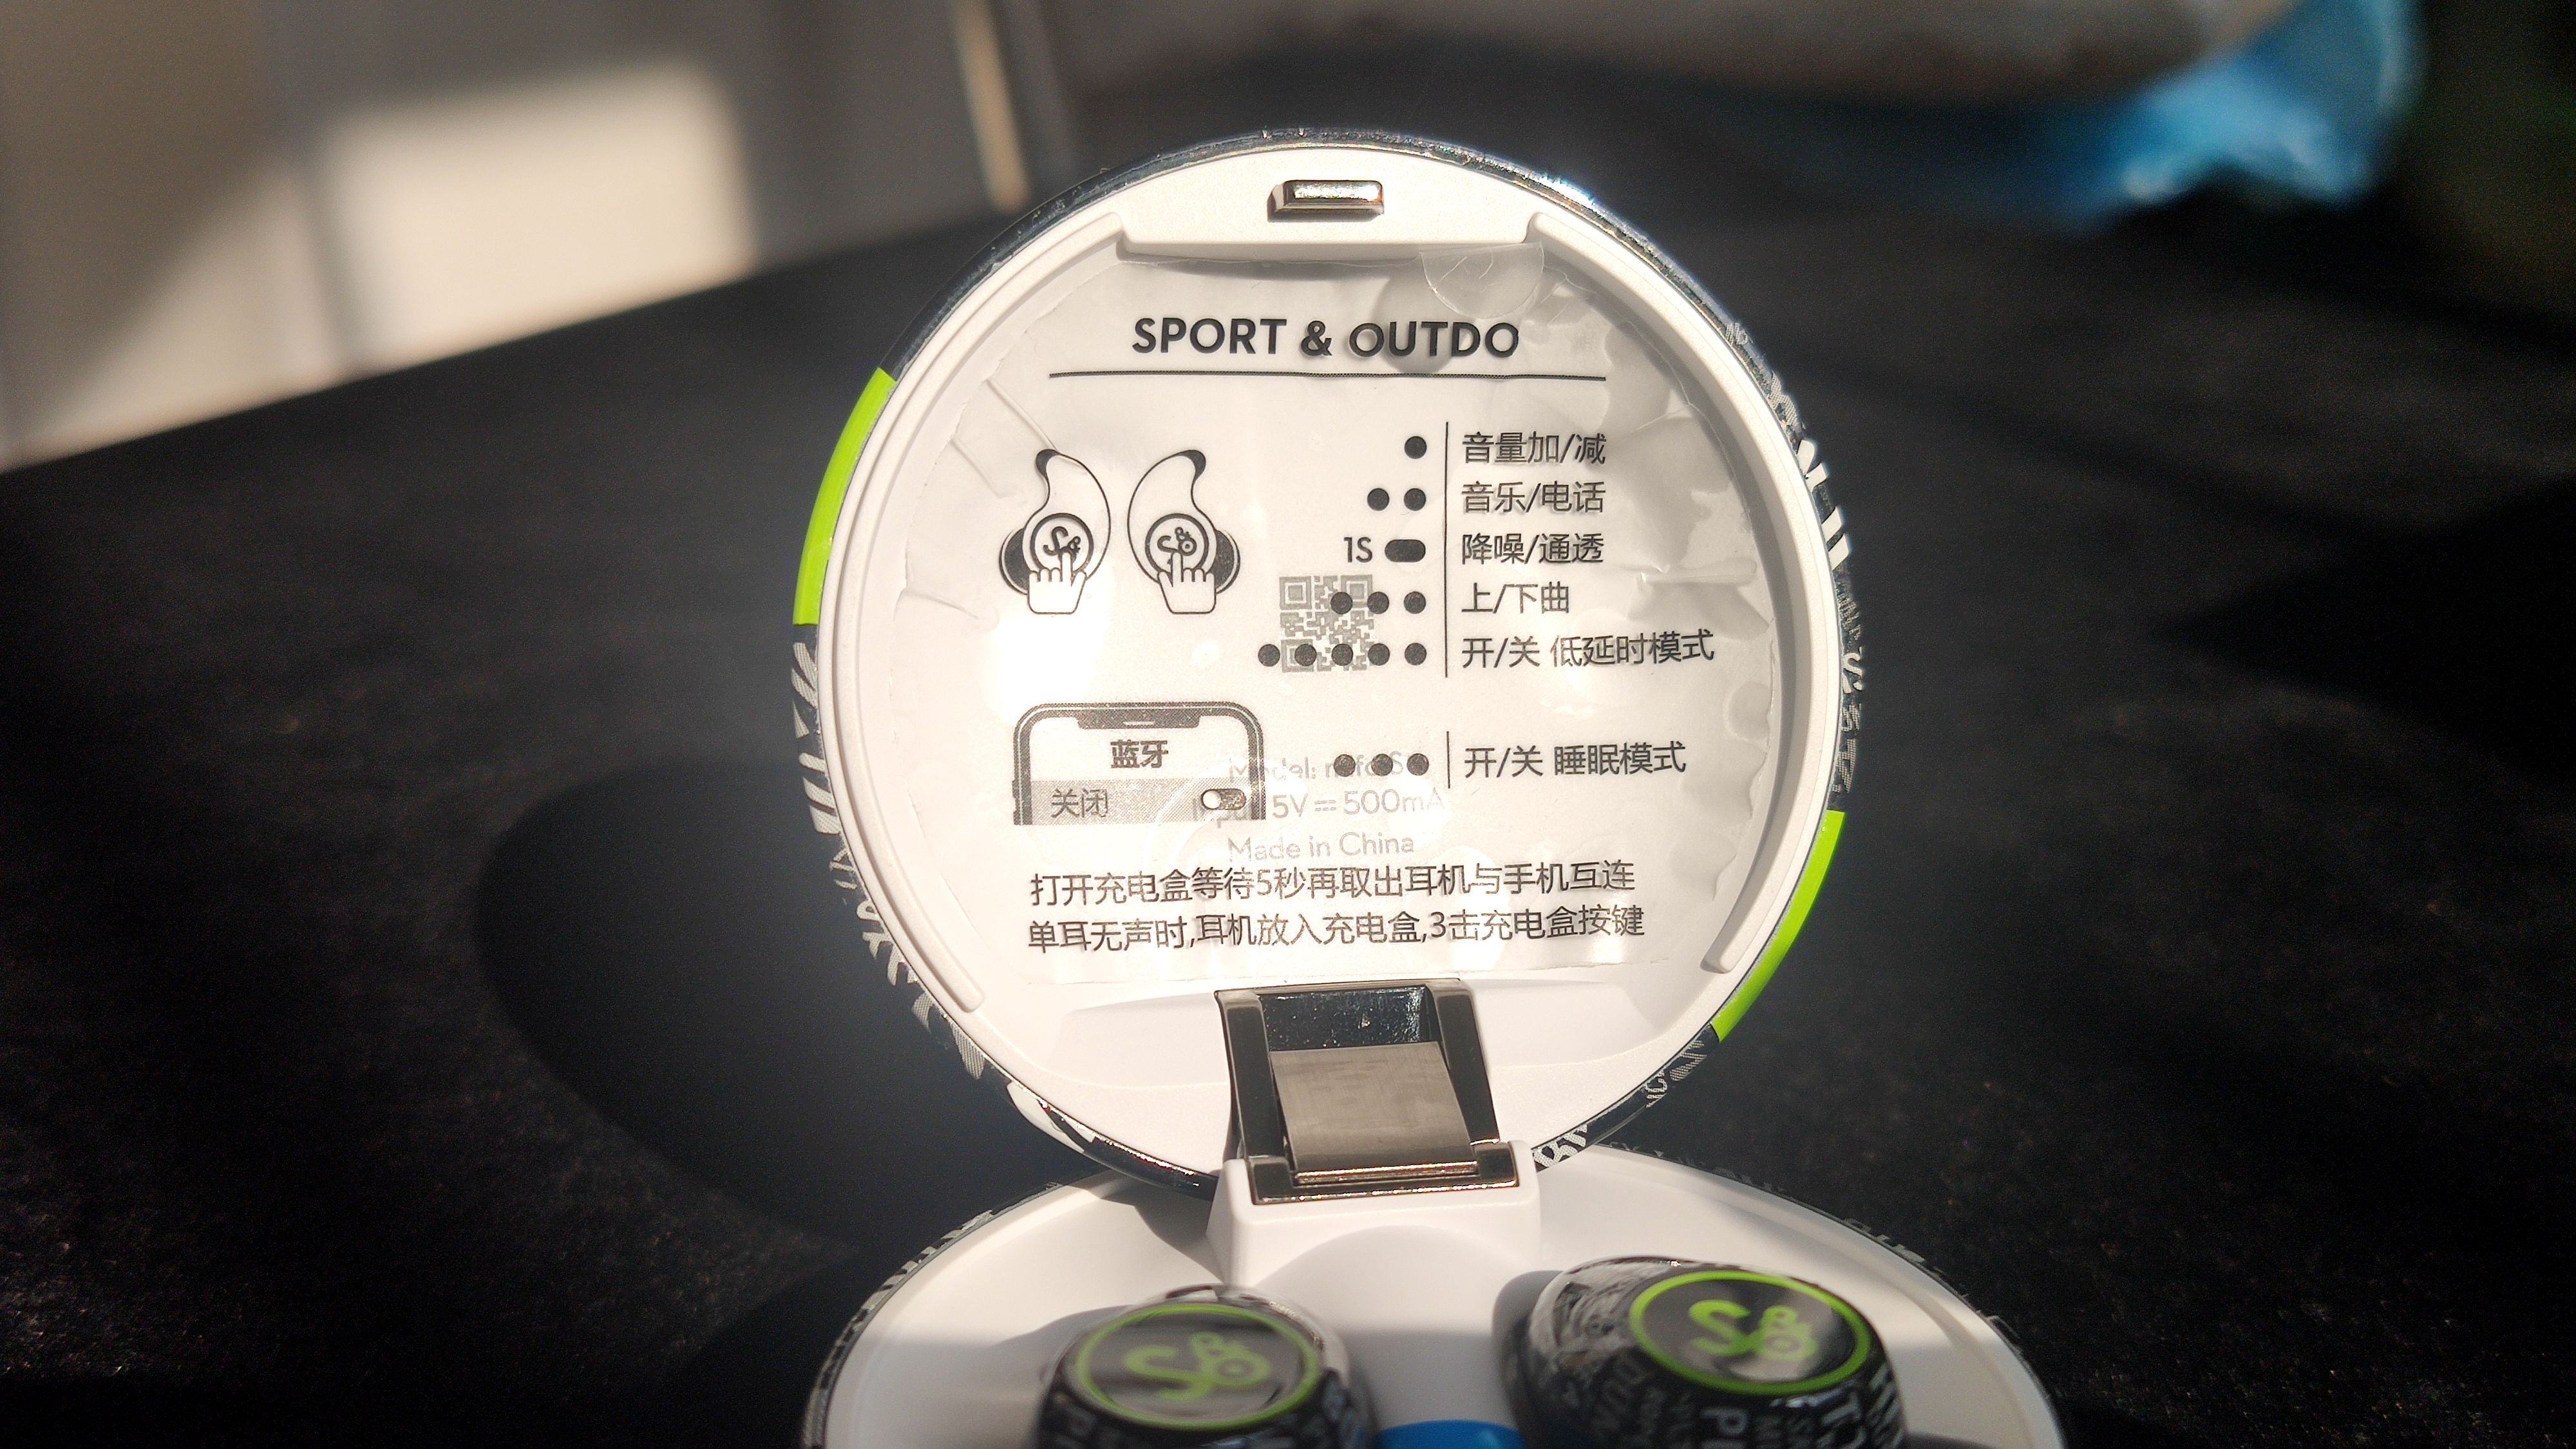 SPORT & OUTDO
音量加/减
音乐/电话
1S 降噪/通透
上/下曲
开/关 低延时模式
蓝牙
关闭
开/关 睡眠模式
Model:
5V ⎓ 500mA
Made in China
打开充电盒等待5秒再取出耳机与手机互连
单耳无声时,耳机放入充电盒,3击充电盒按键